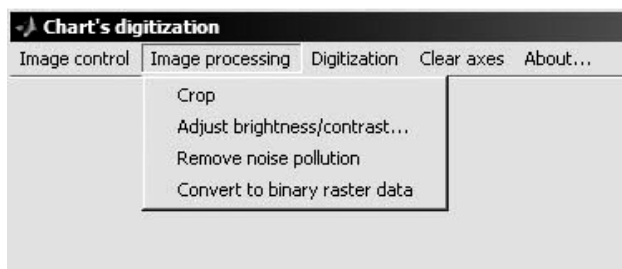 Chart's digitization
Image control Image processing Digitization Clear axes About...
Crop
Adjust brightness/contrast...
Remove noise pollution
Convert to binary raster data